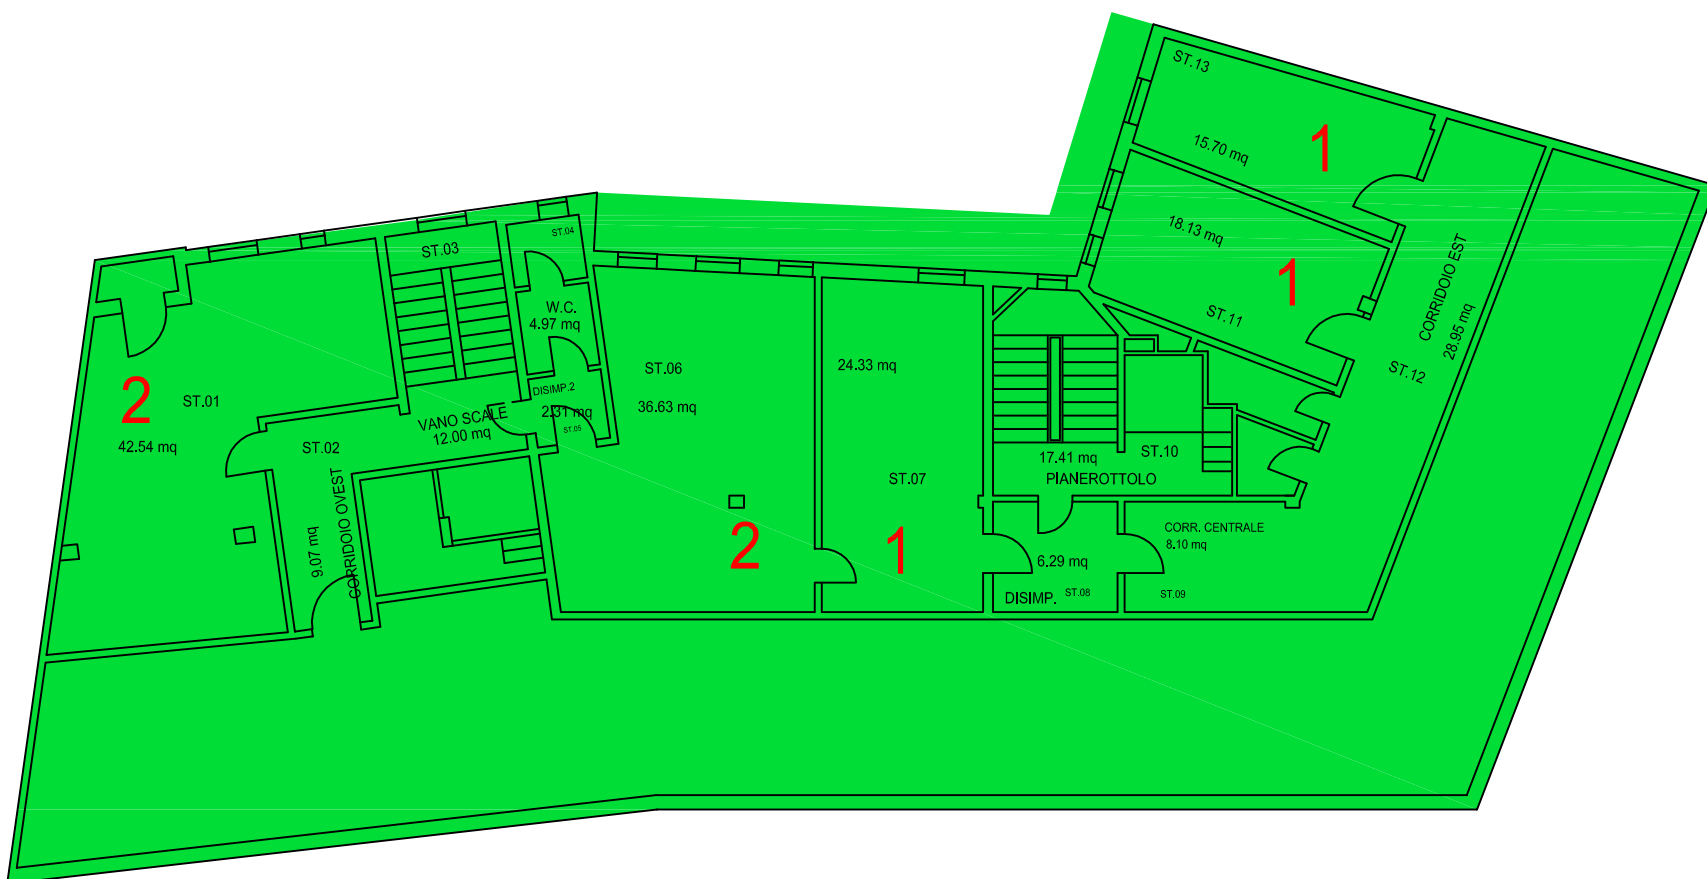 ST.13
15.70 mq
1
18.13 mq
1
ST.11
CORRIDOIO EST
28.95 mq
ST.12
ST.03
ST.04
W.C.
4.97 mq
DISIMP.2
2.31 mq
ST.05
VANO SCALE
12.00 mq
2
ST.01
42.54 mq
ST.02
9.07 mq
CORRIDOIO OVEST
ST.06
36.63 mq
2
24.33 mq
ST.07
1
17.41 mq
ST.10
PIANEROTTOLO
CORR. CENTRALE
8.10 mq
6.29 mq
DISIMP.
ST.08
ST.09